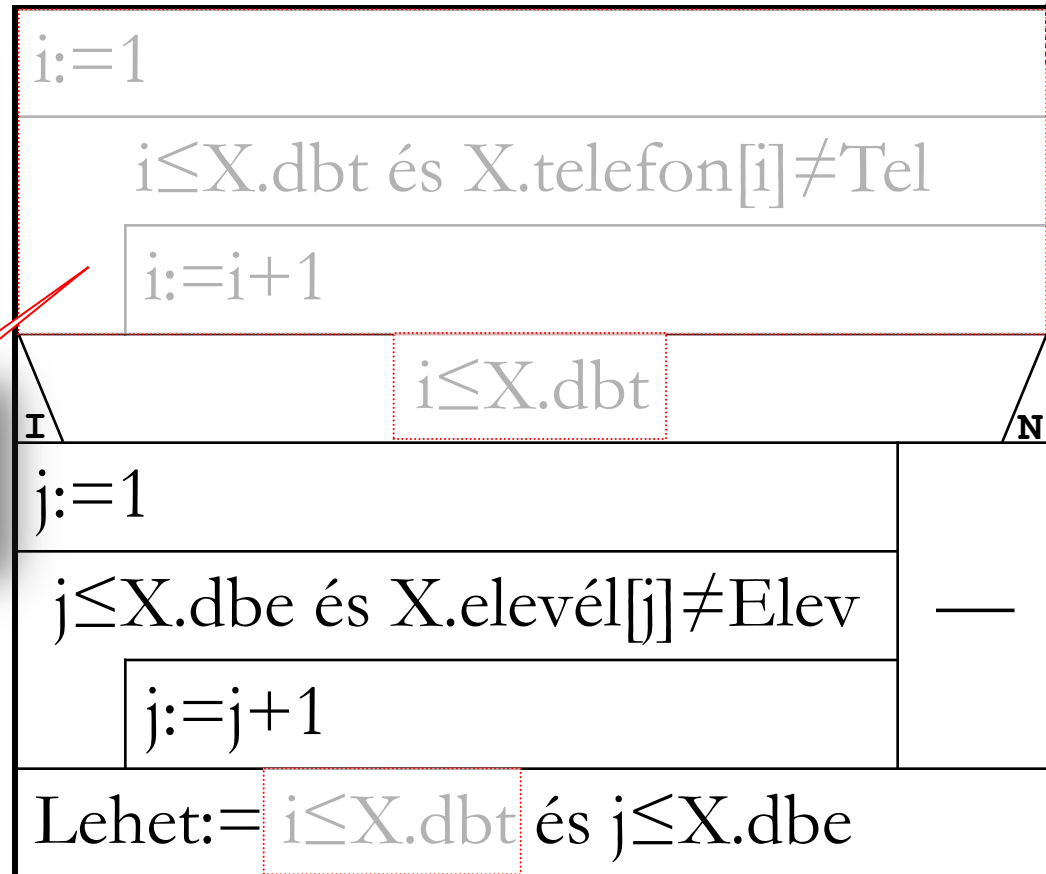 i:=1
i≤X.dbt és X.telefon[i]≠Tel
i:=i+1
i≤X.dbt
I
N
j:=1
j≤X.dbe és X.elevél[j]≠Elev
—
j:=j+1
Lehet:= i≤X.dbt és j≤X.dbe